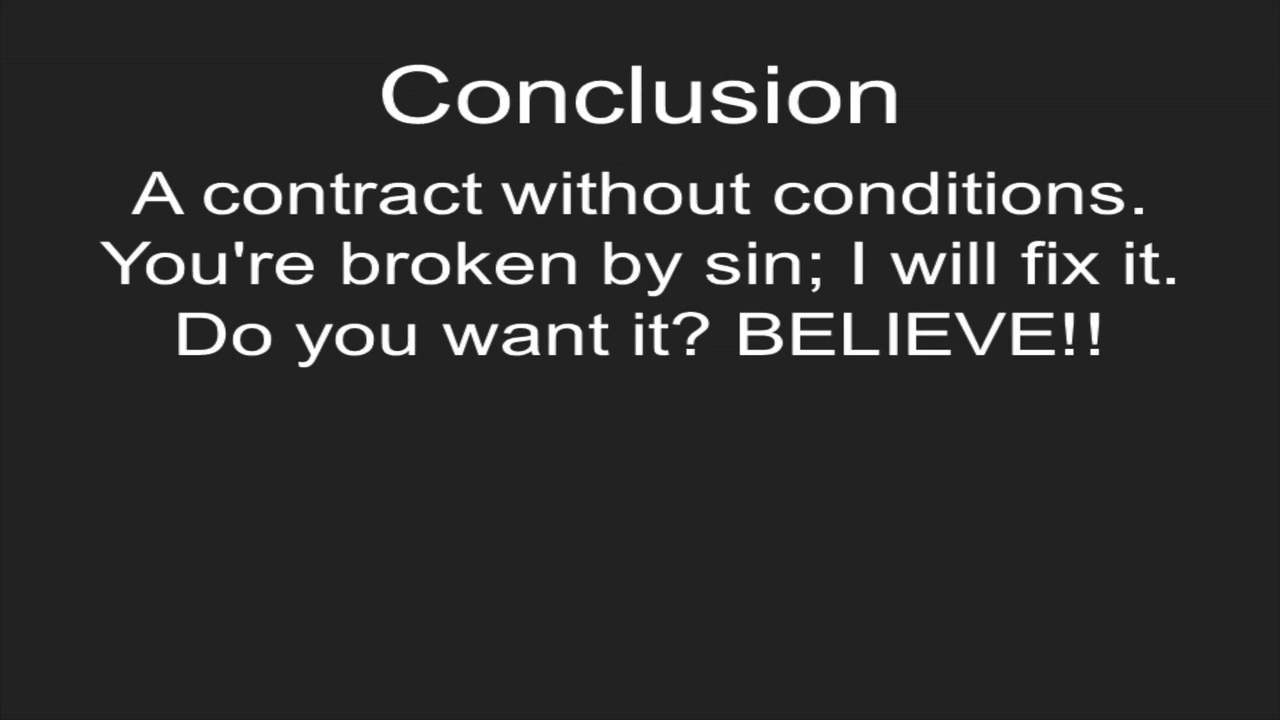 Conclusion
A contract without conditions.
You're broken by sin; I will fix it.
Do you want it? BELIEVE!!